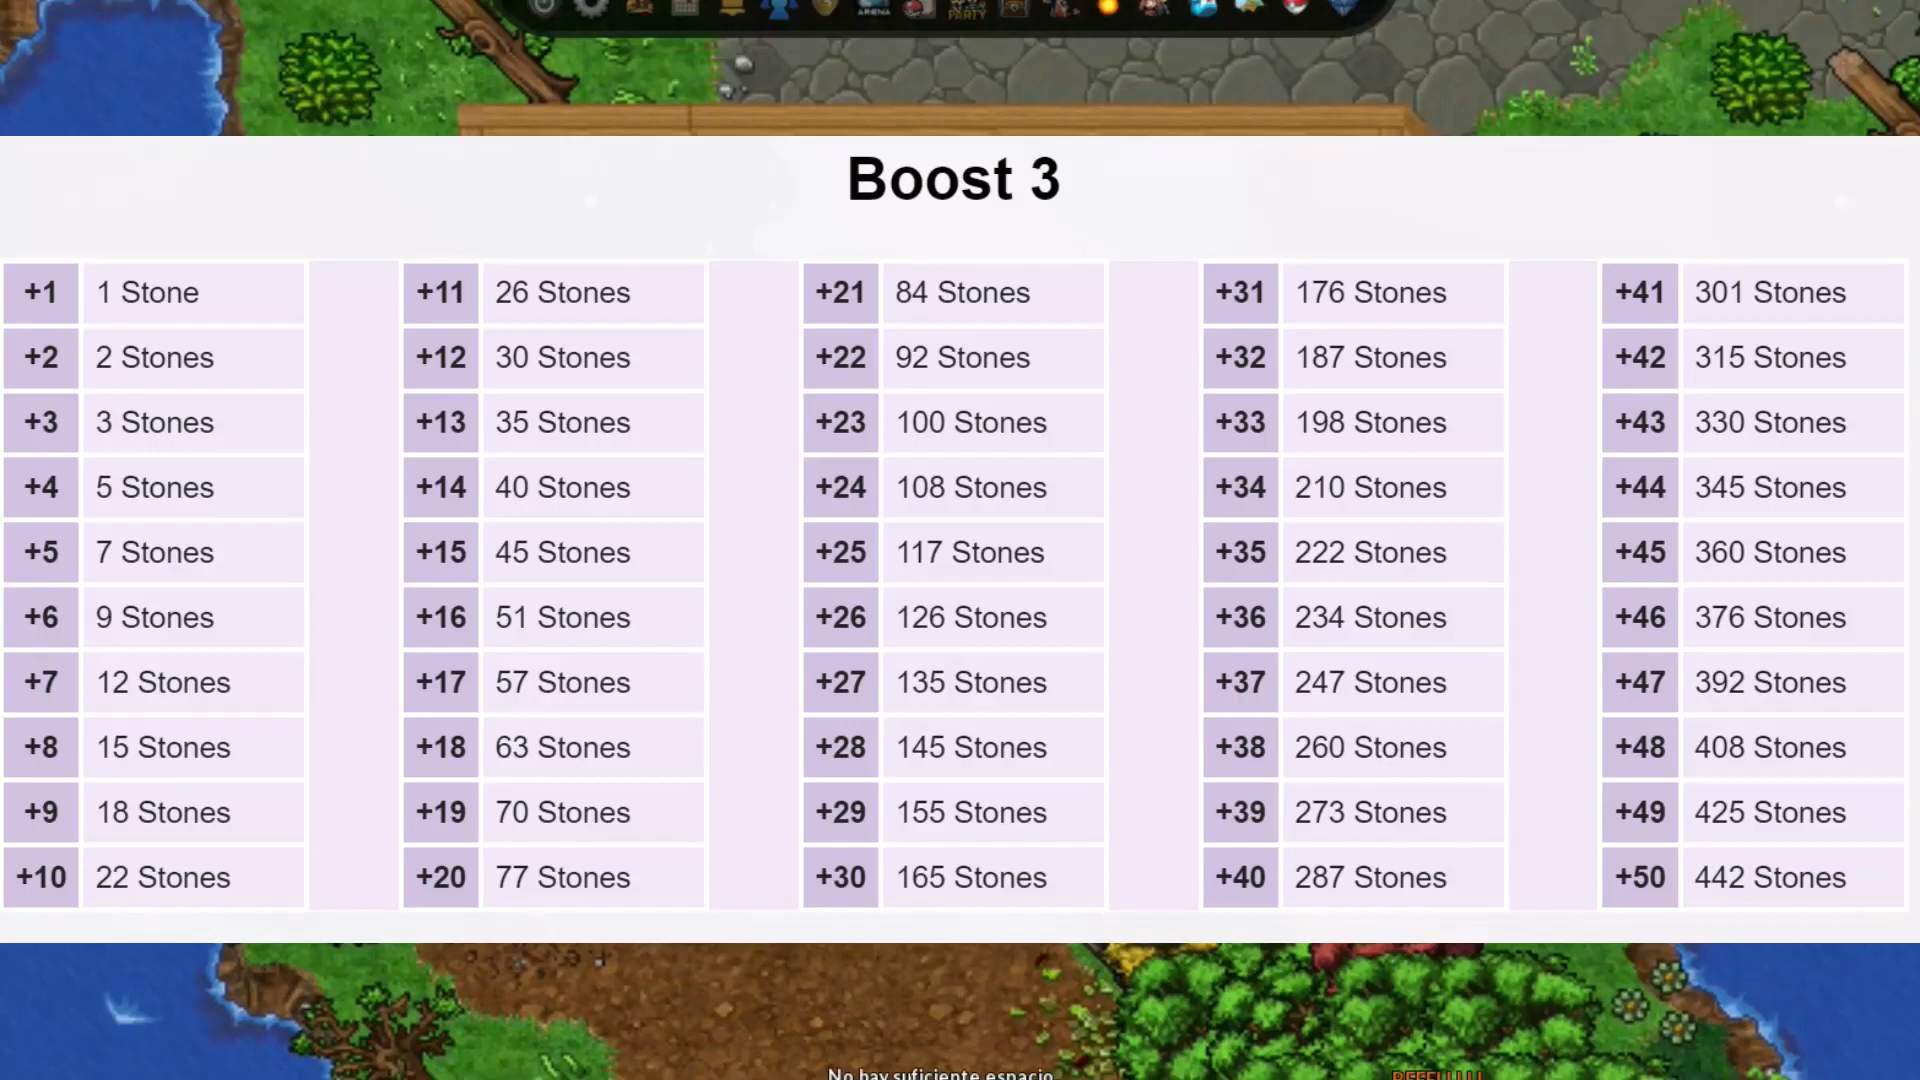 ARENA
PARTY
Boost 3
+1 1 Stone +11 26 Stones +21 84 Stones +31 176 Stones +41 301 Stones
+2 2 Stones +12 30 Stones +22 92 Stones +32 187 Stones +42 315 Stones
+3 3 Stones +13 35 Stones +23 100 Stones +33 198 Stones +43 330 Stones
+4 5 Stones +14 40 Stones +24 108 Stones +34 210 Stones +44 345 Stones
+5 7 Stones +15 45 Stones +25 117 Stones +35 222 Stones +45 360 Stones
+6 9 Stones +16 51 Stones +26 126 Stones +36 234 Stones +46 376 Stones
+7 12 Stones +17 57 Stones +27 135 Stones +37 247 Stones +47 392 Stones
+8 15 Stones +18 63 Stones +28 145 Stones +38 260 Stones +48 408 Stones
+9 18 Stones +19 70 Stones +29 155 Stones +39 273 Stones +49 425 Stones
+10 22 Stones +20 77 Stones +30 165 Stones +40 287 Stones +50 442 Stones
No hay suficiente espacio